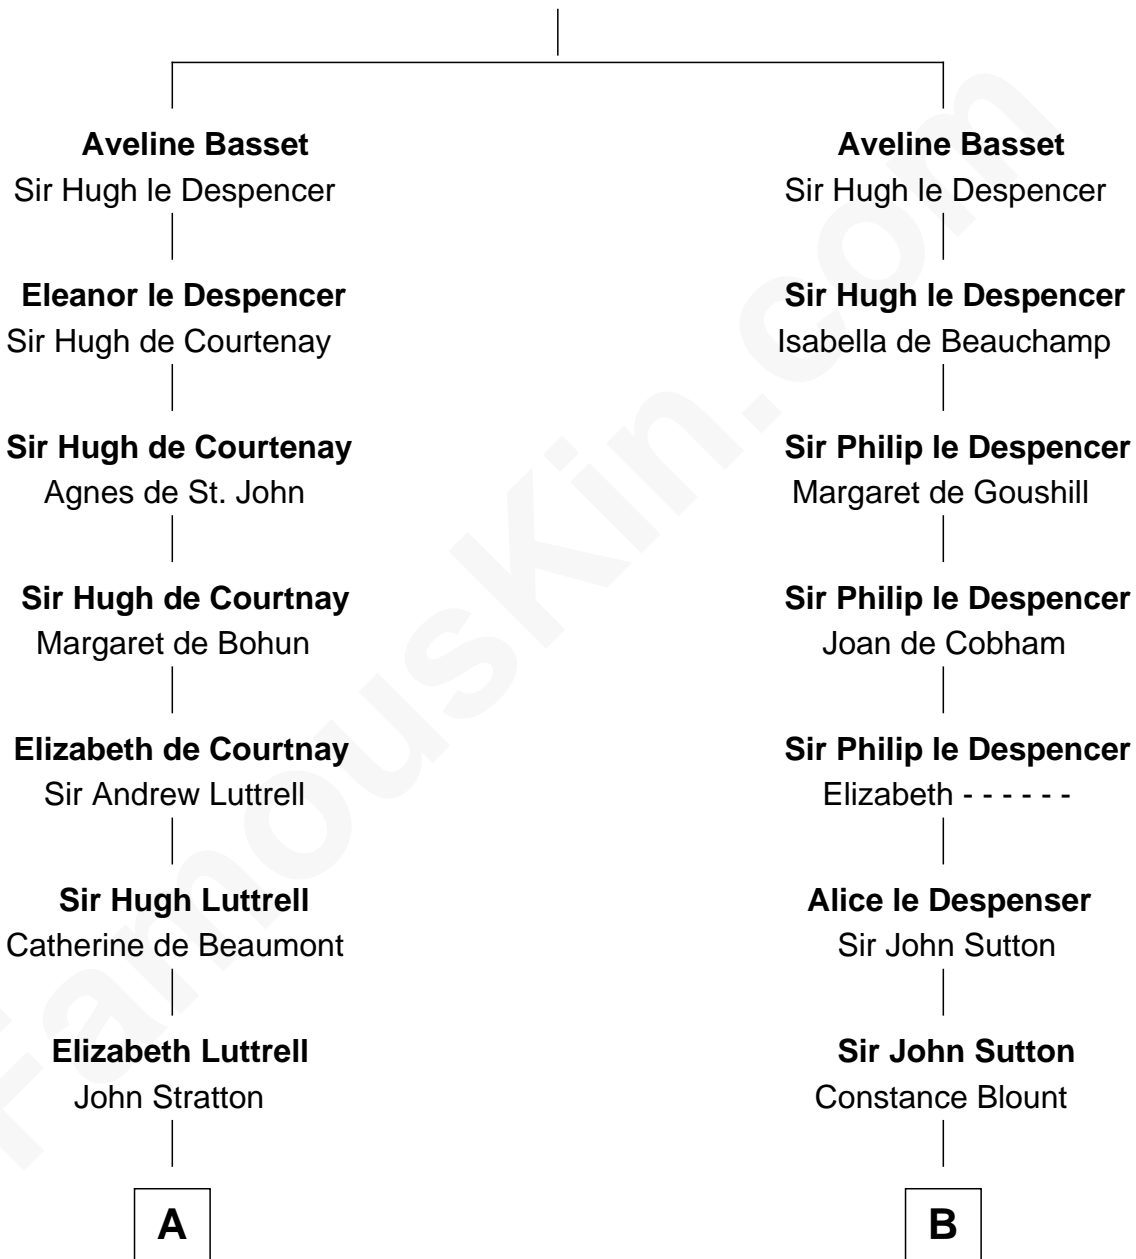 Aveline Basset
Sir Hugh le Despencer
Eleanor le Despencer
Sir Hugh de Courtenay
Sir Hugh de Courtenay
Agnes de St. John
Sir Hugh de Courtnay
Margaret de Bohun
Elizabeth de Courtnay
Sir Andrew Luttrell
Sir Hugh Luttrell
Catherine de Beaumont
Elizabeth Luttrell
John Stratton
A
Aveline Basset
Sir Hugh le Despencer
Sir Hugh le Despencer
Isabella de Beauchamp
Sir Philip le Despencer
Margaret de Goushill
Sir Philip le Despencer
Joan de Cobham
Sir Philip le Despencer
Elizabeth - - - - - -
Alice le Despenser
Sir John Sutton
Sir John Sutton
Constance Blount
B
FamousKin.com